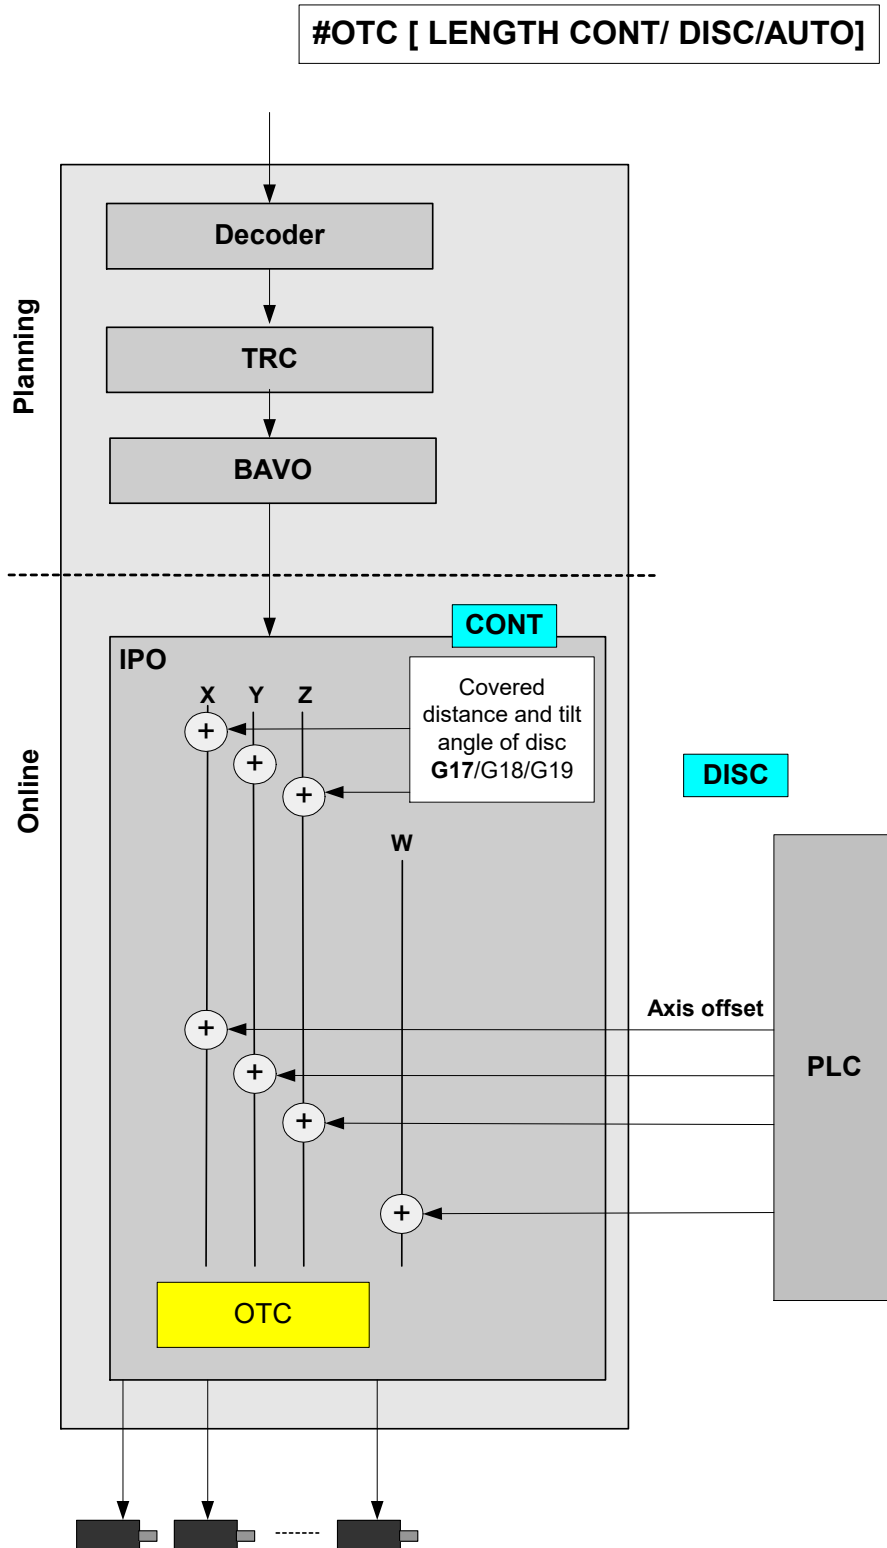 #OTC [ LENGTH CONT/ DISC/AUTO]
Planning
Decoder
TRC
BAVO
Online
CONT
IPO
X Y Z
Covered
distance and tilt
angle of disc
G17/G18/G19
DISC
W
Axis offset
PLC
+
+
+
+
+
+
+
OTC